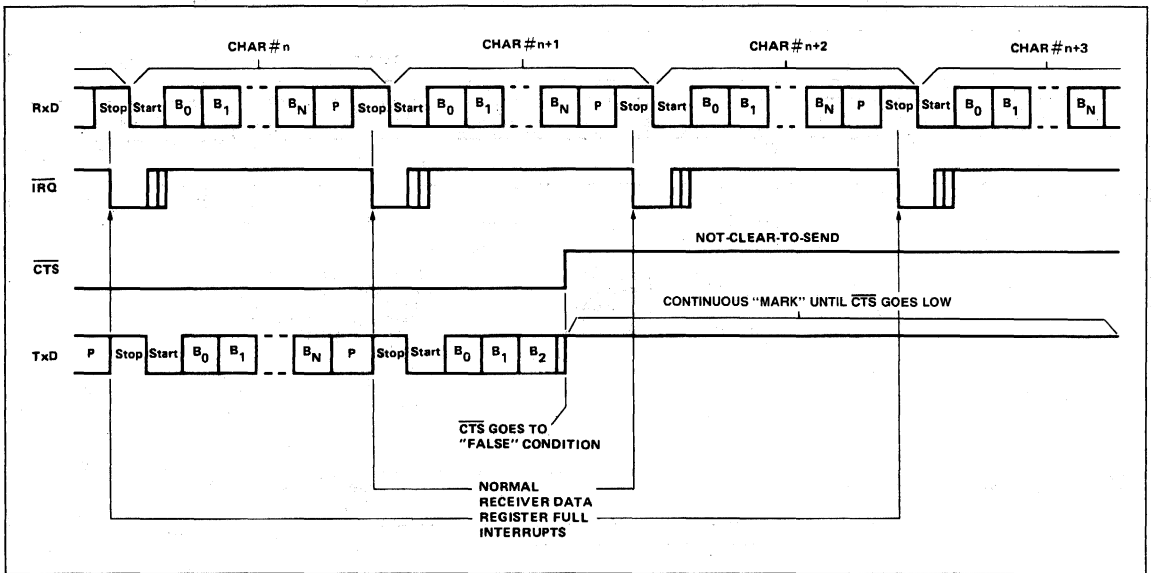 CHAR #n CHAR #n+1 CHAR #n+2 CHAR #n+3
RxD Stop Start B0 B1 BN P Stop Start B0 B1 BN P Stop Start B0 B1 BN P Stop Start B0 B1 BN
IRQ
NOT-CLEAR-TO-SEND
CTS
CONTINUOUS "MARK" UNTIL CTS GOES LOW
TxD P Stop Start B0 B1 BN P Stop Start B0 B1 B2
CTS GOES TO
"FALSE" CONDITION
NORMAL
RECEIVER DATA
REGISTER FULL
INTERRUPTS